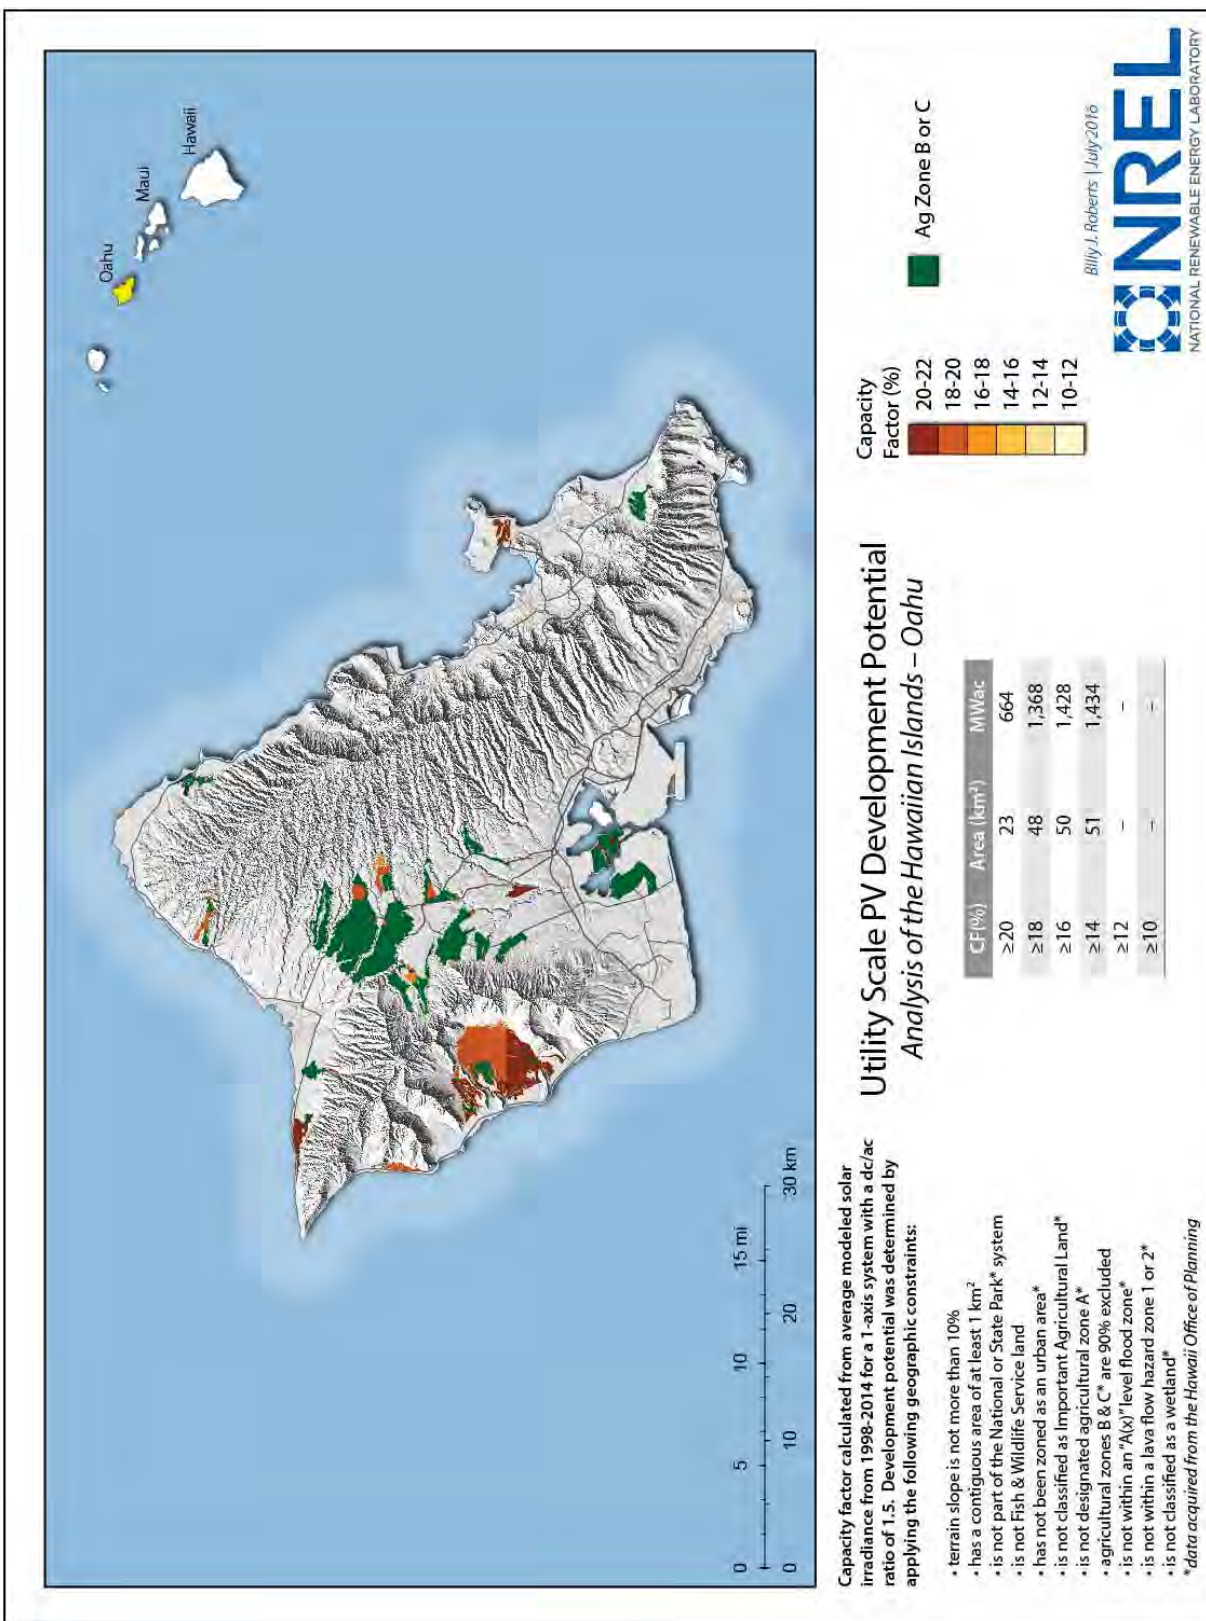 Oahu
Maui
Hawaii
0 5 10 15 mi
0 10 20 30 km
Capacity factor calculated from average modeled solar
irradiance from 1998-2014 for a 1-axis system with a dc/ac
ratio of 1.5. Development potential was determined by
applying the following geographic constraints:
• terrain slope is not more than 10%
• has a contiguous area of at least 1 km²
• is not part of the National or State Park* system
• is not Fish & Wildlife Service land
• has not been zoned as an urban area*
• is not classified as Important Agricultural Land*
• is not designated agricultural zone A*
• agricultural zones B & C* are 90% excluded
• is not within an "A(x)" level flood zone*
• is not within a lava flow hazard zone 1 or 2*
• is not classified as a wetland*
*data acquired from the Hawaii Office of Planning
Utility Scale PV Development Potential
Analysis of the Hawaiian Islands – Oahu
CF(%) Area (km²) MWac
≥20 23 664
≥18 48 1,368
≥16 50 1,428
≥14 51 1,434
≥12 – –
≥10 – –
Capacity
Factor (%)
20-22
18-20
16-18
14-16
12-14
10-12
Ag Zone B or C
Billy J. Roberts | July 2016
NREL
NATIONAL RENEWABLE ENERGY LABORATORY